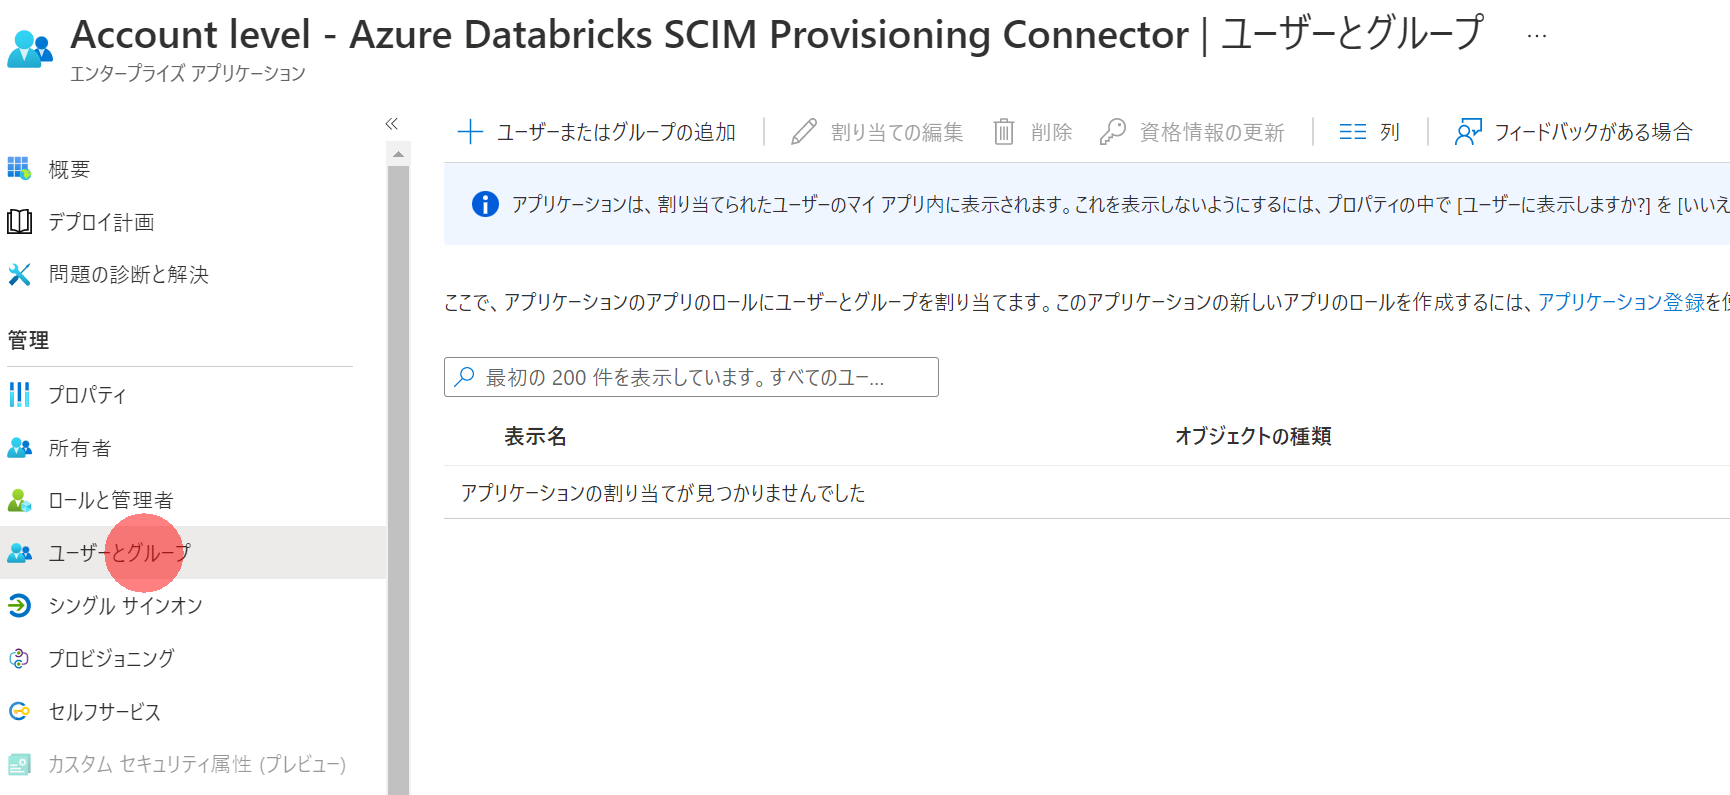 Account level - Azure Databricks SCIM Provisioning Connector | ユーザーとグループ ...
エンタープライズ アプリケーション
概要
デプロイ計画
問題の診断と解決
管理
プロパティ
所有者
ロールと管理者
ユーザーとグループ
シングル サインオン
プロビジョニング
セルフサービス
カスタム セキュリティ属性 (プレビュー)
ユーザーまたはグループの追加 割り当ての編集 削除 資格情報の更新 列 フィードバックがある場合
アプリケーションは、割り当てられたユーザーのマイ アプリ内に表示されます。これを表示しないようにするには、プロパティの中で [ユーザーに表示しますか?] を [いいえ
ここで、アプリケーションのアプリのロールにユーザーとグループを割り当てます。このアプリケーションの新しいアプリのロールを作成するには、アプリケーション登録を
最初の 200 件を表示しています。すべてのユー...
表示名 オブジェクトの種類
アプリケーションの割り当てが見つかりませんでした